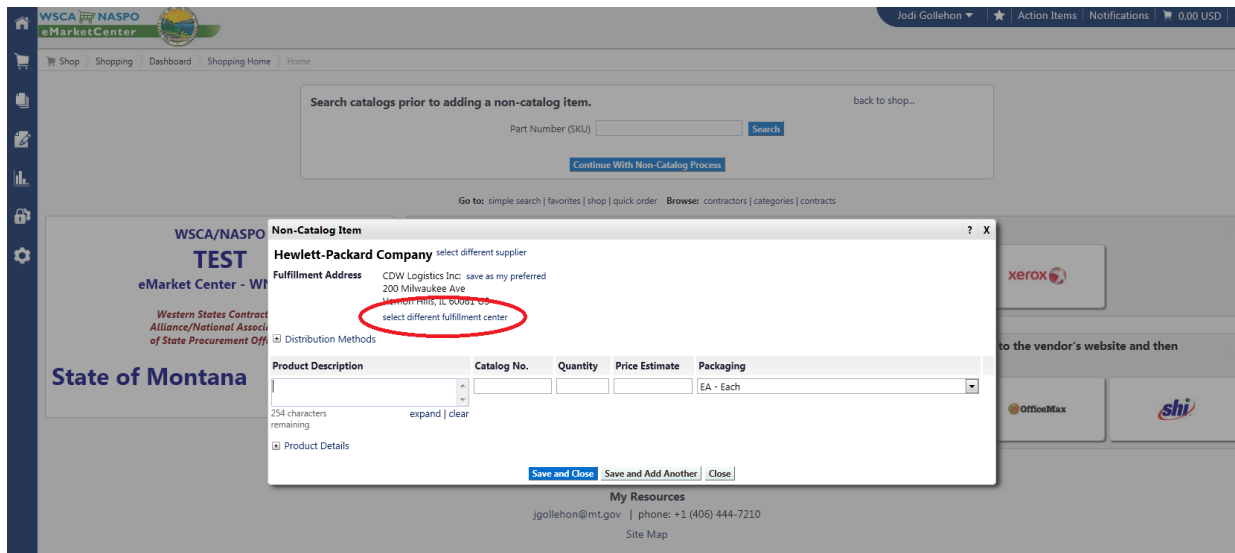 WSCA NASPO
eMarketCenter
Jodi Gollehon Action Items Notifications 0.00 USD
Shop Shopping Dashboard Shopping Home Home
Search catalogs prior to adding a non-catalog item. back to shop...
Part Number (SKU) Search
Continue With Non-Catalog Process
Go to: simple search | favorites | shop | quick order Browse: contractors | categories | contracts
WSCA/NASPO
TEST
eMarket Center - 
Western States Contract
Alliance/National
of State Procurement
State of Montana
Non-Catalog Item ? X
Hewlett-Packard Company select different supplier
Fulfillment Address CDW Logistics Inc: save as my preferred
200 Milwaukee Ave
Vernon Hills, IL 60061 US
select different fulfillment center
Distribution Methods
Product Description Catalog No. Quantity Price Estimate Packaging
EA - Each
254 characters remaining expand | clear
Product Details
Save and Close Save and Add Another Close
xerox
to the vendor's website and then
OfficeMax shi
My Resources
jgollehon@mt.gov | phone: +1 (406) 444-7210
Site Map